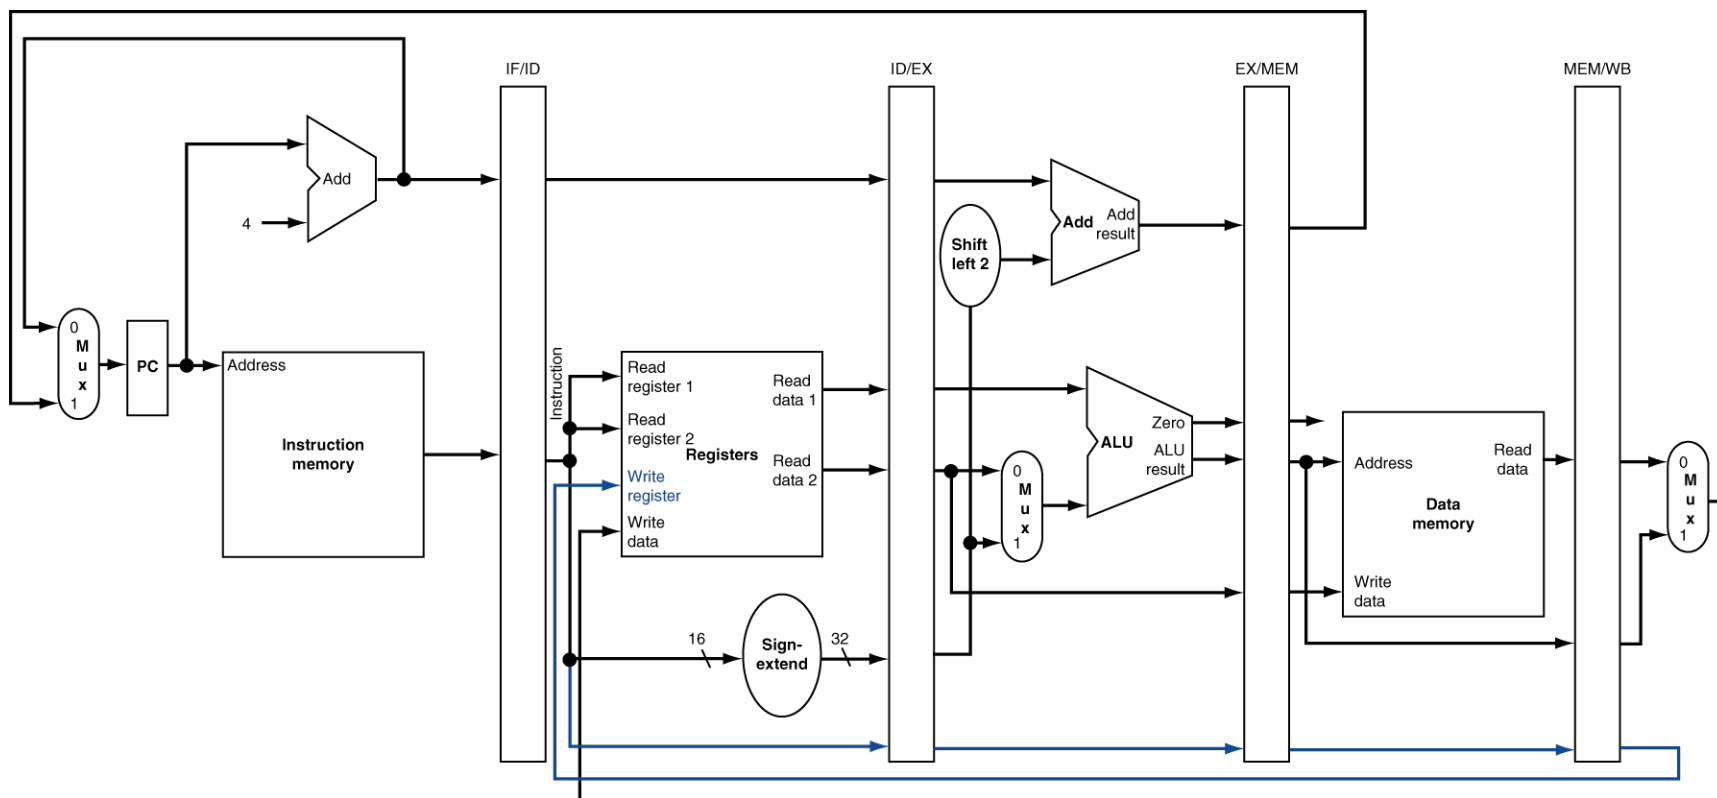 IF/ID
ID/EX
EX/MEM
MEM/WB
Add
4
0
M
u
x
1
PC
Address
Instruction
memory
Instruction
Read
register 1
Read
register 2
Write
register
Write
data
Registers
Read
data 1
Read
data 2
16
Sign-
extend
32
Shift
left 2
Add
Add
result
0
M
u
x
1
ALU
Zero
ALU
result
Address
Read
data
Data
memory
Write
data
0
M
u
x
1